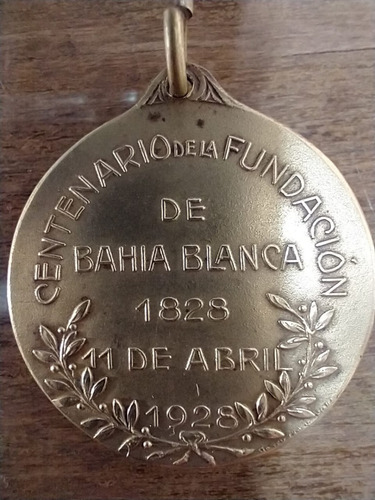 CENTENARIO DE LA FUNDACIÓN
DE
BAHIA BLANCA
1828
11 DE ABRIL
1928